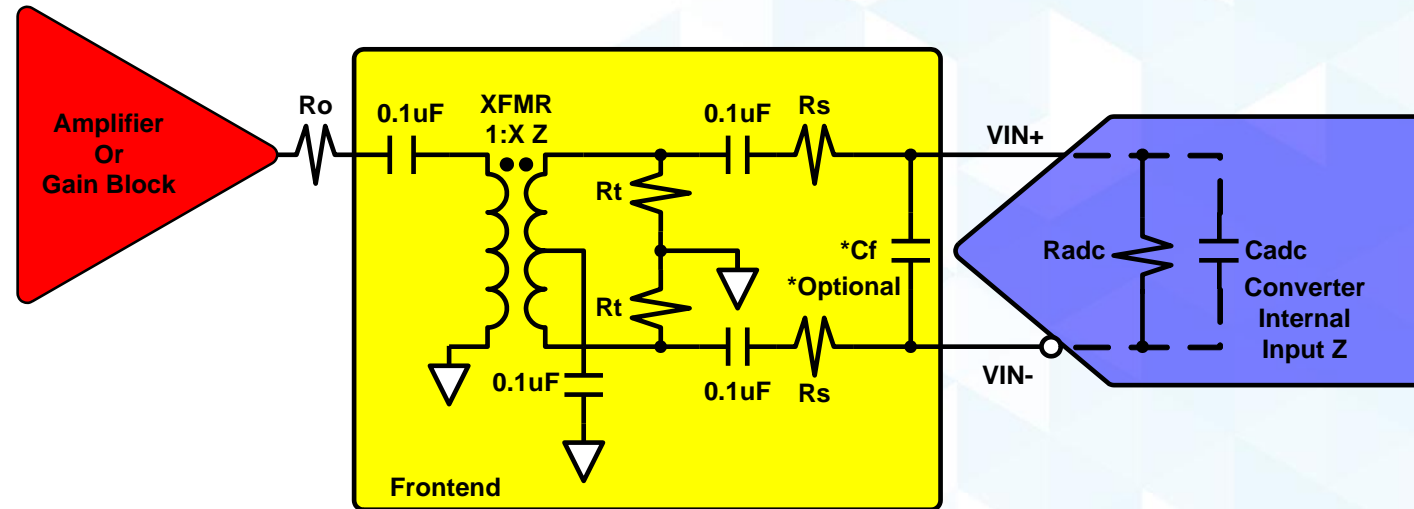 Amplifier
Or
Gain Block
Ro
0.1uF
XFMR
1:X Z
0.1uF
Rs
Rt
Rt
0.1uF
0.1uF
Rs
*Cf
*Optional
VIN+
VIN-
Radc
Cadc
Converter
Internal
Input Z
Frontend